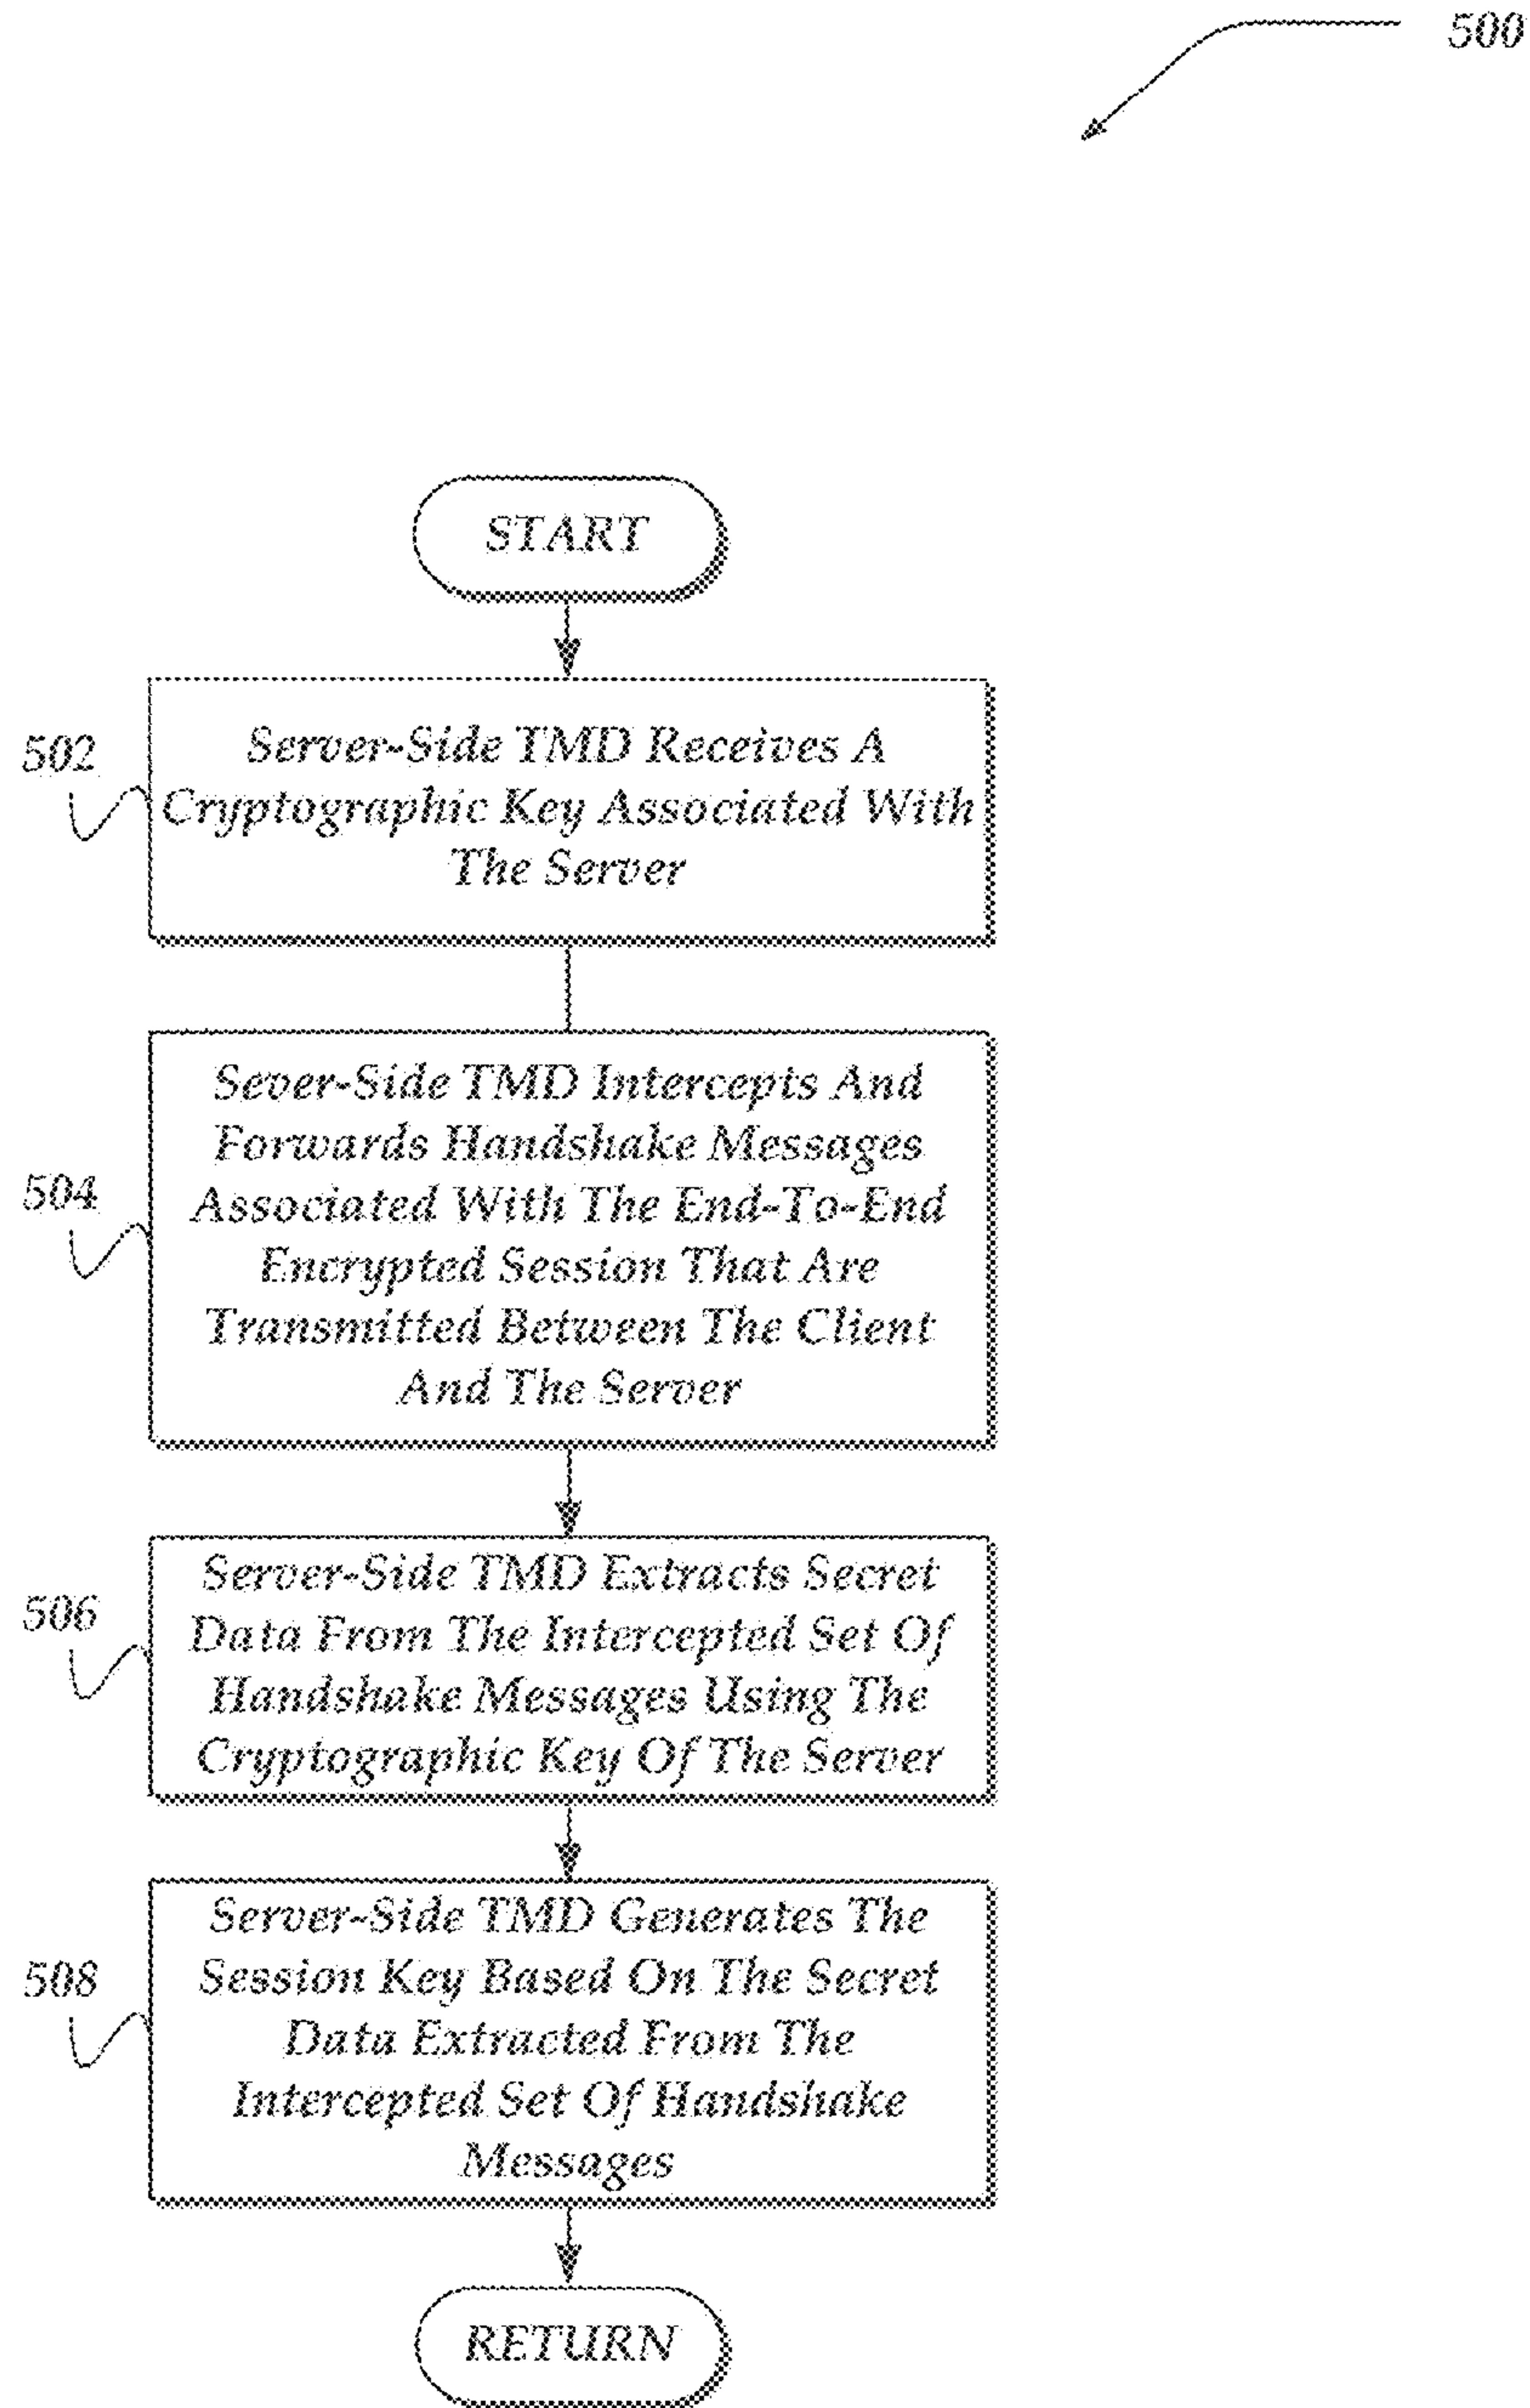 500
START
502
Server-Side TMD Receives A
Cryptographic Key Associated With
The Server
504
Sever-Side TMD Intercepts And
Forwards Handshake Messages
Associated With The End-To-End
Encrypted Session That Are
Transmitted Between The Client
And The Server
506
Server-Side TMD Extracts Secret
Data From The Intercepted Set Of
Handshake Messages Using The
Cryptographic Key Of The Server
508
Server-Side TMD Generates The
Session Key Based On The Secret
Data Extracted From The
Intercepted Set Of Handshake
Messages
RETURN